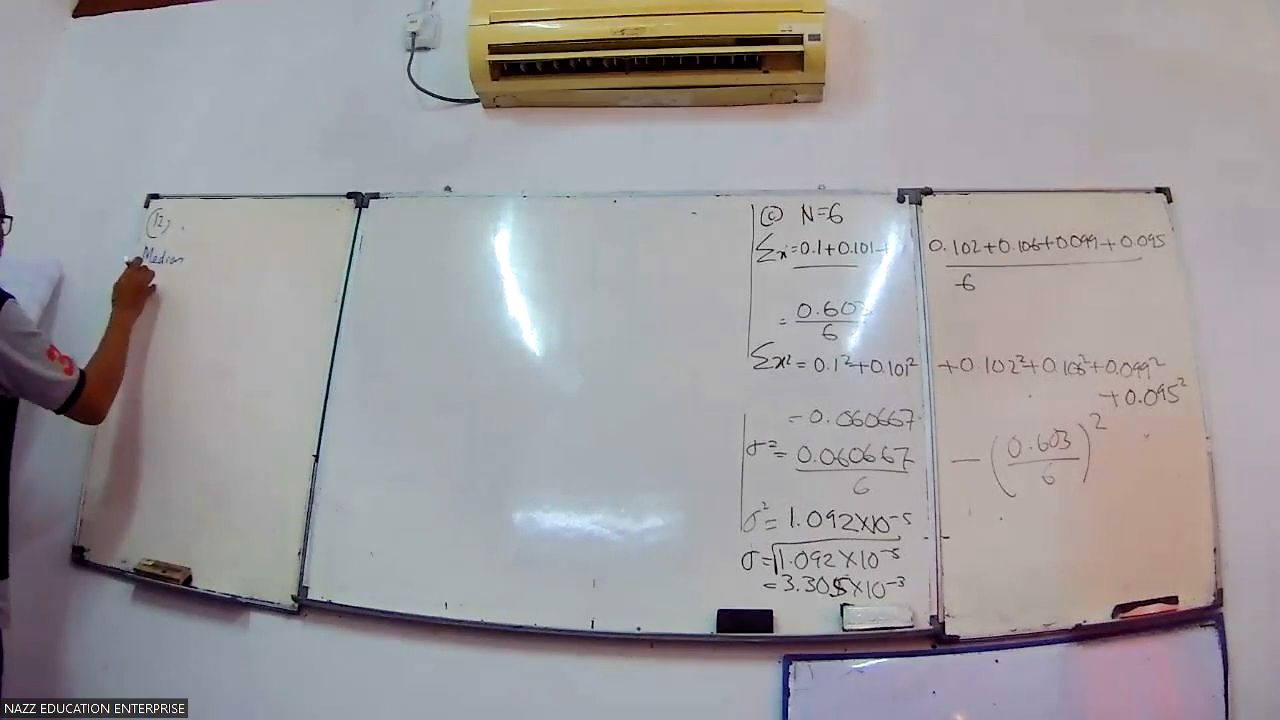 (12).
Median
(c) N=6
Σx = 0.1+0.101+ 0.102+0.106+0.099+0.095
6
= 0.603
6
Σx² = 0.1²+0.101² +0.102²+0.106²+0.099²
+0.095²
= 0.060667
σ² = 0.060667 − (0.603)²
6 6
σ² = 1.092×10⁻⁵
σ = √1.092×10⁻⁵
= 3.305×10⁻³
NAZZ EDUCATION ENTERPRISE